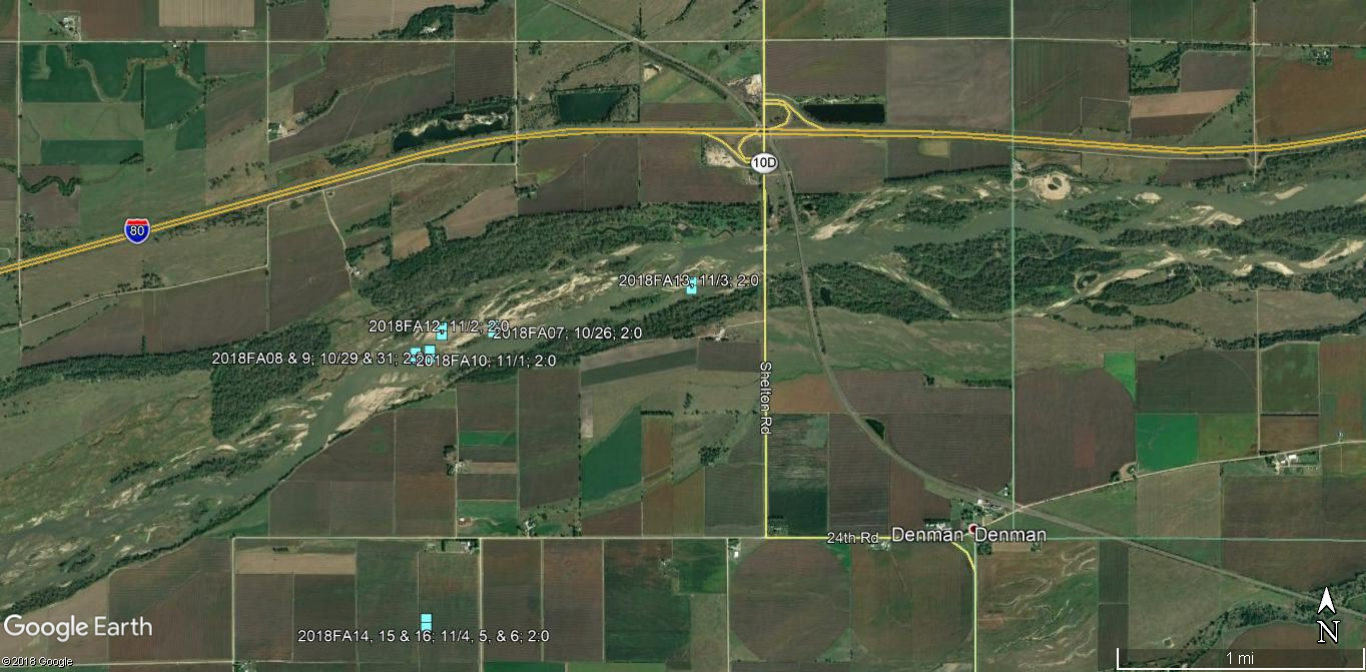 10D
80
2018FA13, 11/3; 2:0
2018FA12, 11/2; 2:0
2018FA07; 10/26, 2:0
2018FA08 & 9; 10/29 & 31; 2:
2018FA10; 11/1; 2:0
Shelton Rd
24th Rd
Denman
Denman
2018FA14, 15 & 16; 11/4, 5, & 6; 2:0
Google Earth
©2018 Google
N
1 mi